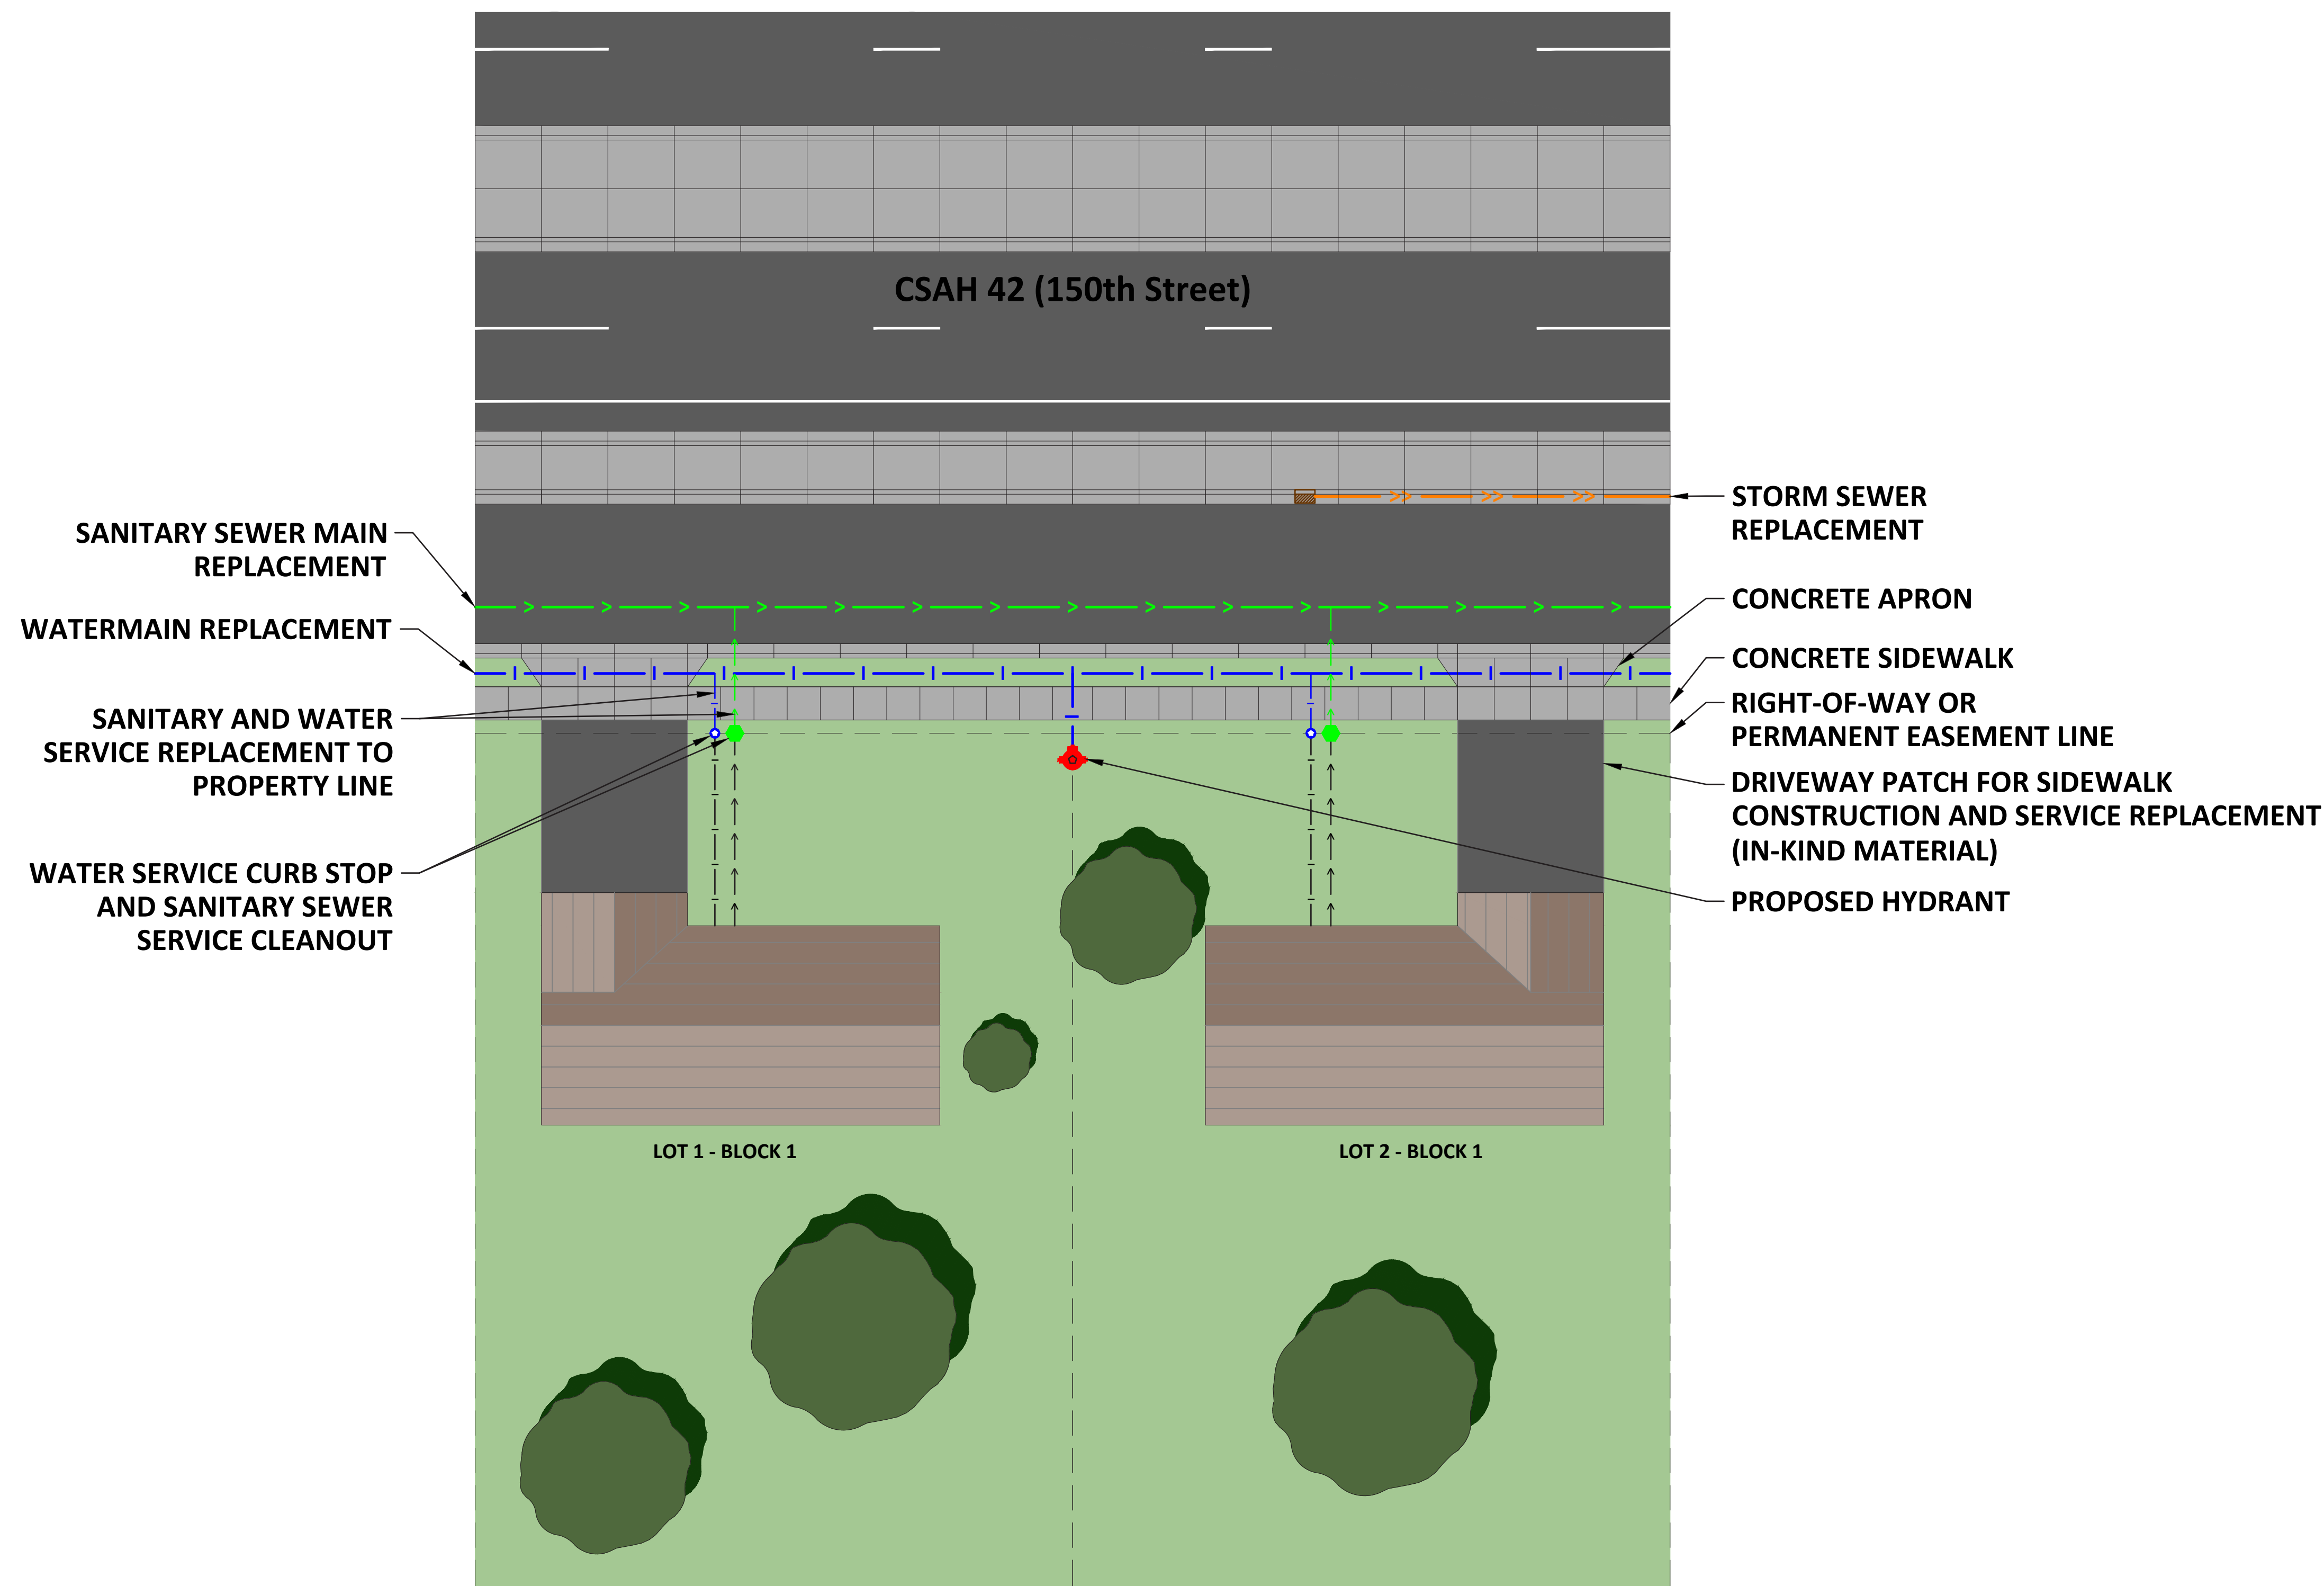 CSAH 42 (150th Street)
SANITARY SEWER MAIN
REPLACEMENT
WATERMAIN REPLACEMENT
SANITARY AND WATER
SERVICE REPLACEMENT TO
PROPERTY LINE
WATER SERVICE CURB STOP
AND SANITARY SEWER
SERVICE CLEANOUT
STORM SEWER
REPLACEMENT
CONCRETE APRON
CONCRETE SIDEWALK
RIGHT-OF-WAY OR
PERMANENT EASEMENT LINE
DRIVEWAY PATCH FOR SIDEWALK
CONSTRUCTION AND SERVICE REPLACEMENT
(IN-KIND MATERIAL)
PROPOSED HYDRANT
LOT 1 - BLOCK 1
LOT 2 - BLOCK 1